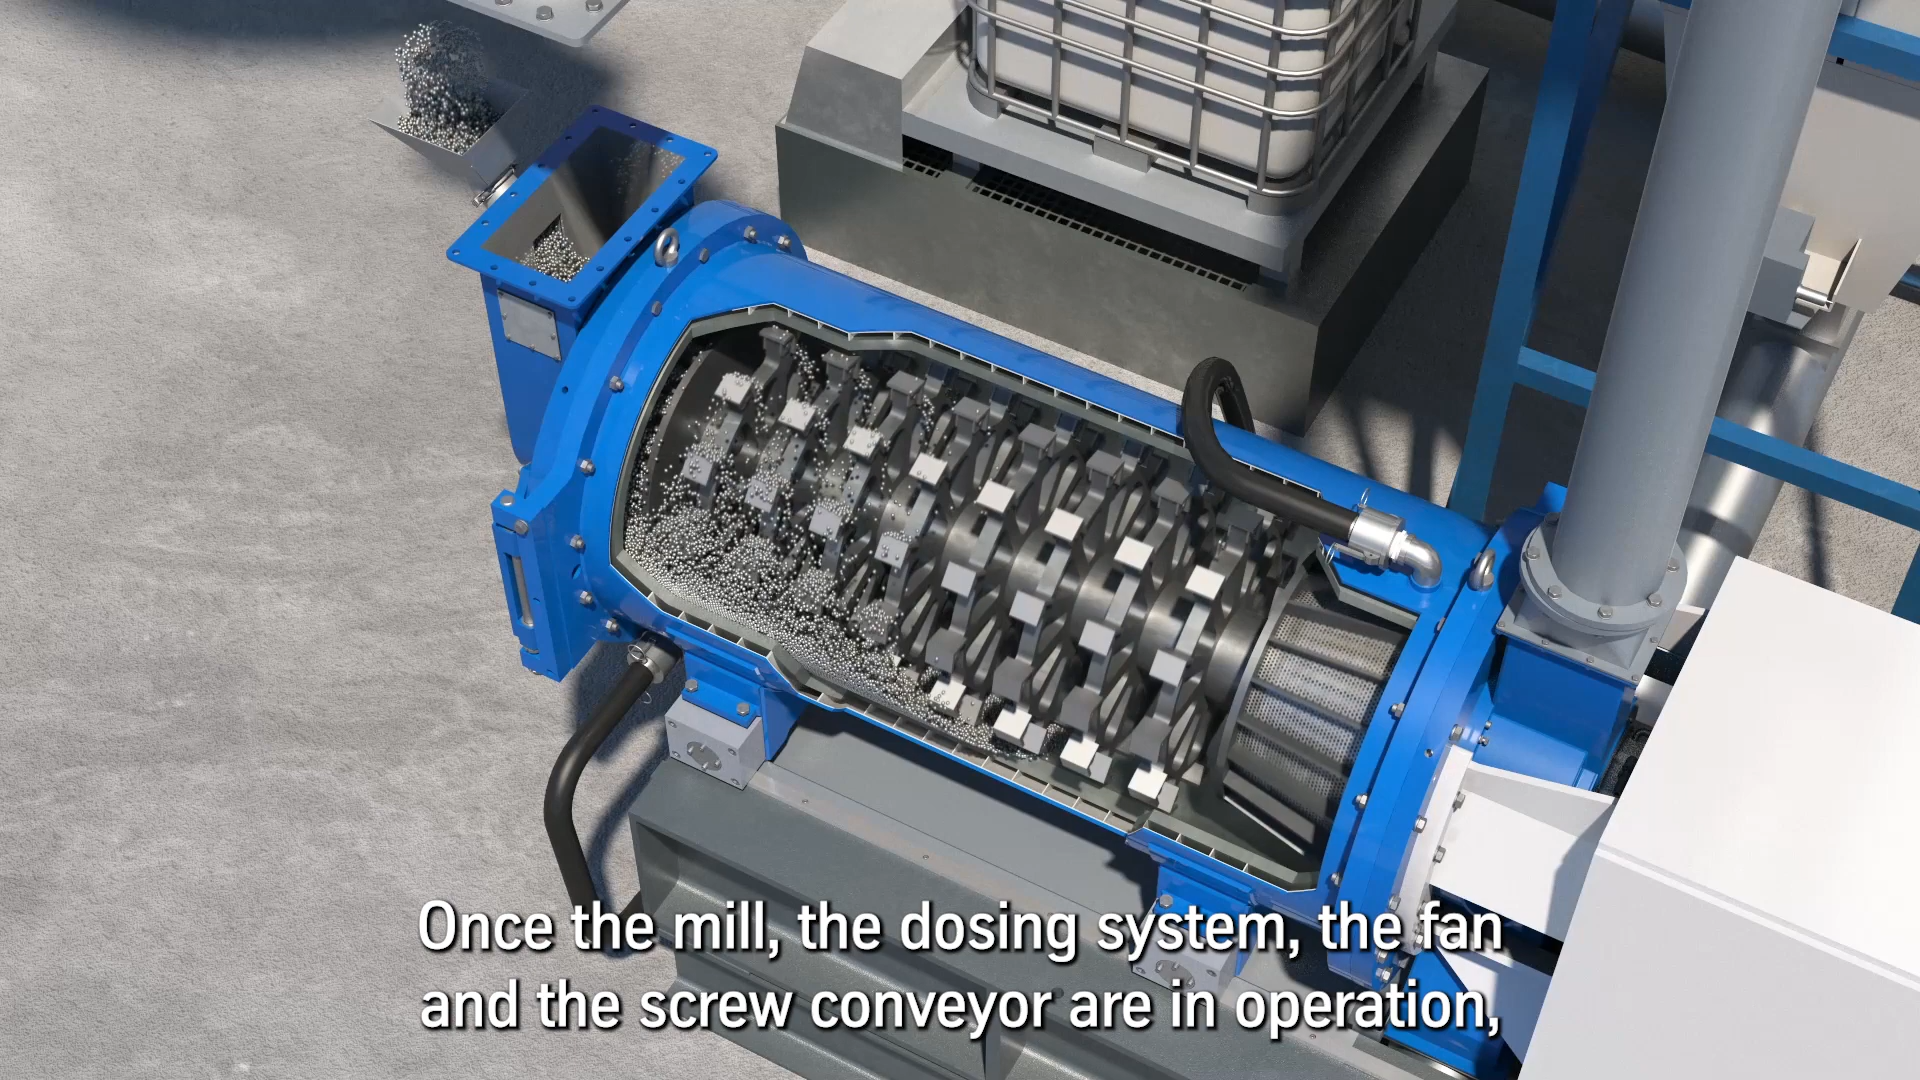 Once the mill, the dosing system, the fan
and the screw conveyor are in operation,